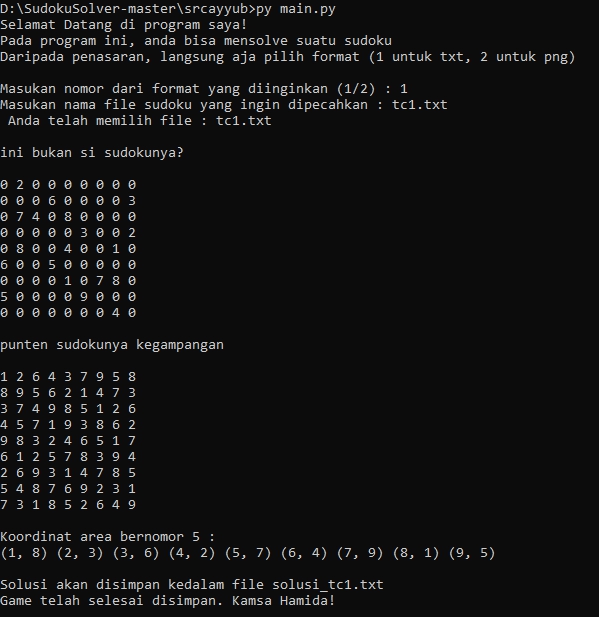 D:\SudokuSolver-master\srcayyub>py main.py
Selamat Datang di program saya!
Pada program ini, anda bisa mensolve suatu sudoku
Daripada penasaran, langsung aja pilih format (1 untuk txt, 2 untuk png)
Masukan nomor dari format yang diinginkan (1/2) : 1
Masukan nama file sudoku yang ingin dipecahkan : tc1.txt
Anda telah memilih file : tc1.txt
ini bukan si sudokunya?
0 2 0 0 0 0 0 0 0
0 0 0 6 0 0 0 0 3
0 7 4 0 8 0 0 0 0
0 0 0 0 0 3 0 0 2
0 8 0 0 4 0 0 1 0
6 0 0 5 0 0 0 0 0
0 0 0 0 1 0 7 8 0
5 0 0 0 0 9 0 0 0
0 0 0 0 0 0 0 4 0
punten sudokunya kegampangan
1 2 6 4 3 7 9 5 8
8 9 5 6 2 1 4 7 3
3 7 4 9 8 5 1 2 6
4 5 7 1 9 3 8 6 2
9 8 3 2 4 6 5 1 7
6 1 2 5 7 8 3 9 4
2 6 9 3 1 4 7 8 5
5 4 8 7 6 9 2 3 1
7 3 1 8 5 2 6 4 9
Koordinat area bernomor 5 :
(1, 8) (2, 3) (3, 6) (4, 2) (5, 7) (6, 4) (7, 9) (8, 1) (9, 5)
Solusi akan disimpan kedalam file solusi_tc1.txt
Game telah selesai disimpan. Kamsa Hamida!